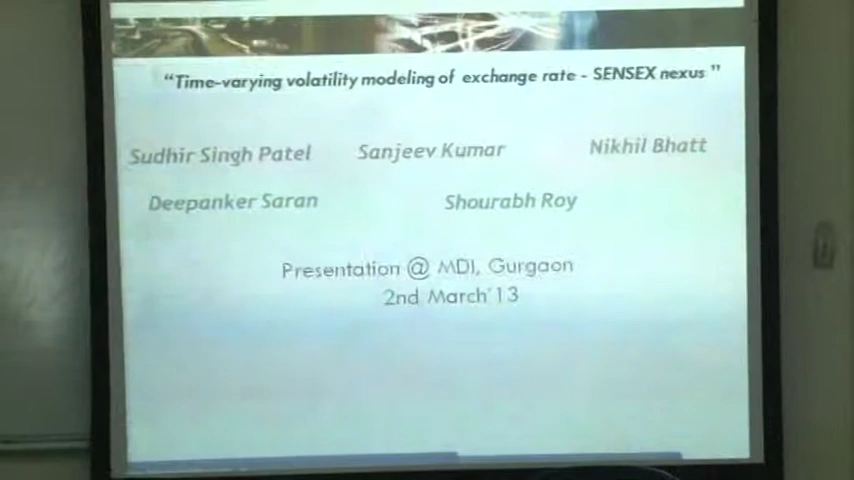 “Time-varying volatility modeling of exchange rate - SENSEX nexus ”
Sudhir Singh Patel Sanjeev Kumar Nikhil Bhatt
Deepanker Saran Shourabh Roy
Presentation @ MDI, Gurgaon
2nd March'13